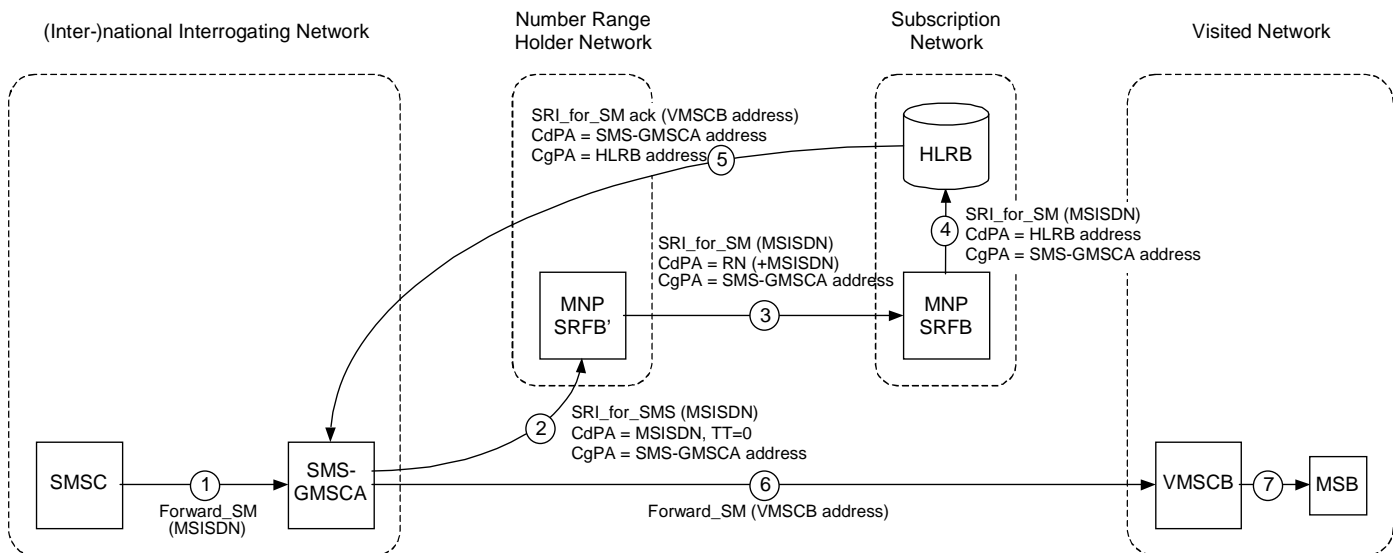 (Inter-)national Interrogating Network
Number Range
Holder Network
Subscription
Network
Visited Network
SRI_for_SM ack (VMSCB address)
CdPA = SMS-GMSCA address
CgPA = HLRB address
5
HLRB
4
SRI_for_SM (MSISDN)
CdPA = HLRB address
CgPA = SMS-GMSCA address
SRI_for_SM (MSISDN)
CdPA = RN (+MSISDN)
CgPA = SMS-GMSCA address
MNP
SRFB'
3
MNP
SRFB
2
SRI_for_SMS (MSISDN)
CdPA = MSISDN, TT=0
CgPA = SMS-GMSCA address
SMSC
1
Forward_SM
(MSISDN)
SMS-
GMSCA
6
Forward_SM (VMSCB address)
VMSCB
7
MSB